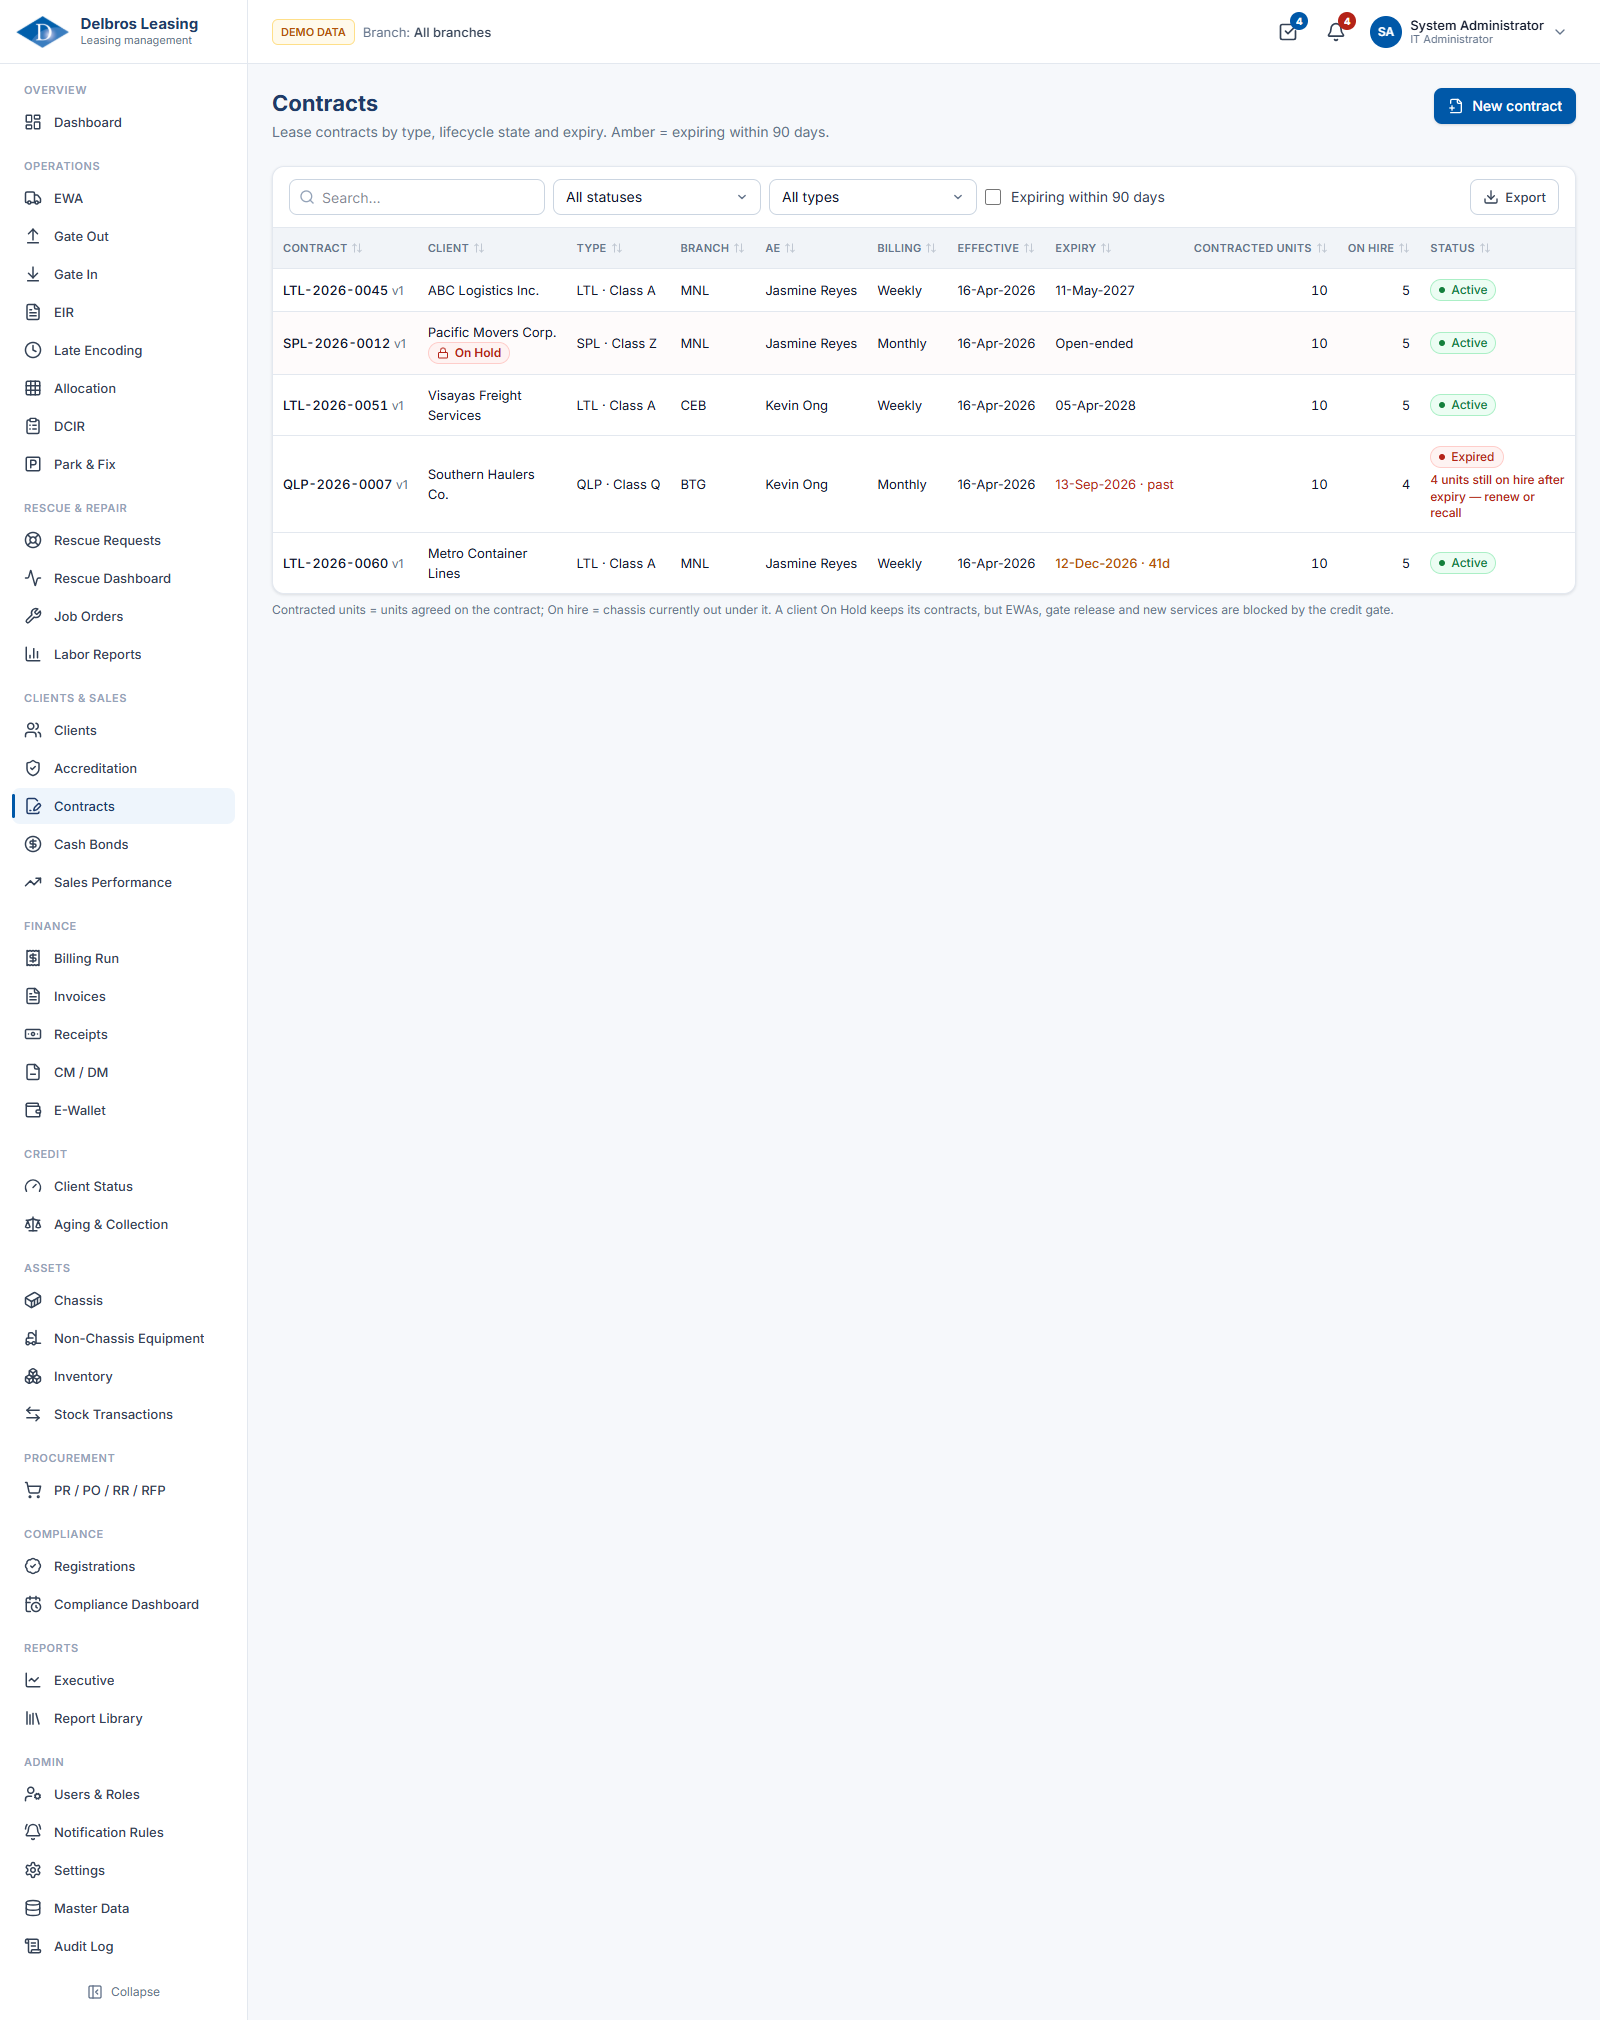 Delbros Leasing
Leasing management
DEMO DATA
Branch: All branches
4
4
SA
System Administrator
IT Administrator
OVERVIEW
Dashboard
OPERATIONS
EWA
Gate Out
Gate In
EIR
Late Encoding
Allocation
DCIR
Park & Fix
RESCUE & REPAIR
Rescue Requests
Rescue Dashboard
Job Orders
Labor Reports
CLIENTS & SALES
Clients
Accreditation
Contracts
Cash Bonds
Sales Performance
FINANCE
Billing Run
Invoices
Receipts
CM / DM
E-Wallet
CREDIT
Client Status
Aging & Collection
ASSETS
Chassis
Non-Chassis Equipment
Inventory
Stock Transactions
PROCUREMENT
PR / PO / RR / RFP
COMPLIANCE
Registrations
Compliance Dashboard
REPORTS
Executive
Report Library
ADMIN
Users & Roles
Notification Rules
Settings
Master Data
Audit Log
Collapse
Contracts
Lease contracts by type, lifecycle state and expiry. Amber = expiring within 90 days.
New contract
Search...
All statuses
All types
Expiring within 90 days
Export
CONTRACT CLIENT TYPE BRANCH AE BILLING EFFECTIVE EXPIRY CONTRACTED UNITS ON HIRE STATUS
LTL-2026-0045 v1 ABC Logistics Inc. LTL · Class A MNL Jasmine Reyes Weekly 16-Apr-2026 11-May-2027 10 5 Active
SPL-2026-0012 v1 Pacific Movers Corp. On Hold SPL · Class Z MNL Jasmine Reyes Monthly 16-Apr-2026 Open-ended 10 5 Active
LTL-2026-0051 v1 Visayas Freight Services LTL · Class A CEB Kevin Ong Weekly 16-Apr-2026 05-Apr-2028 10 5 Active
QLP-2026-0007 v1 Southern Haulers Co. QLP · Class Q BTG Kevin Ong Monthly 16-Apr-2026 13-Sep-2026 · past 10 4 Expired
4 units still on hire after
expiry — renew or
recall
LTL-2026-0060 v1 Metro Container Lines LTL · Class A MNL Jasmine Reyes Weekly 16-Apr-2026 12-Dec-2026 · 41d 10 5 Active
Contracted units = units agreed on the contract; On hire = chassis currently out under it. A client On Hold keeps its contracts, but EWAs, gate release and new services are blocked by the credit gate.